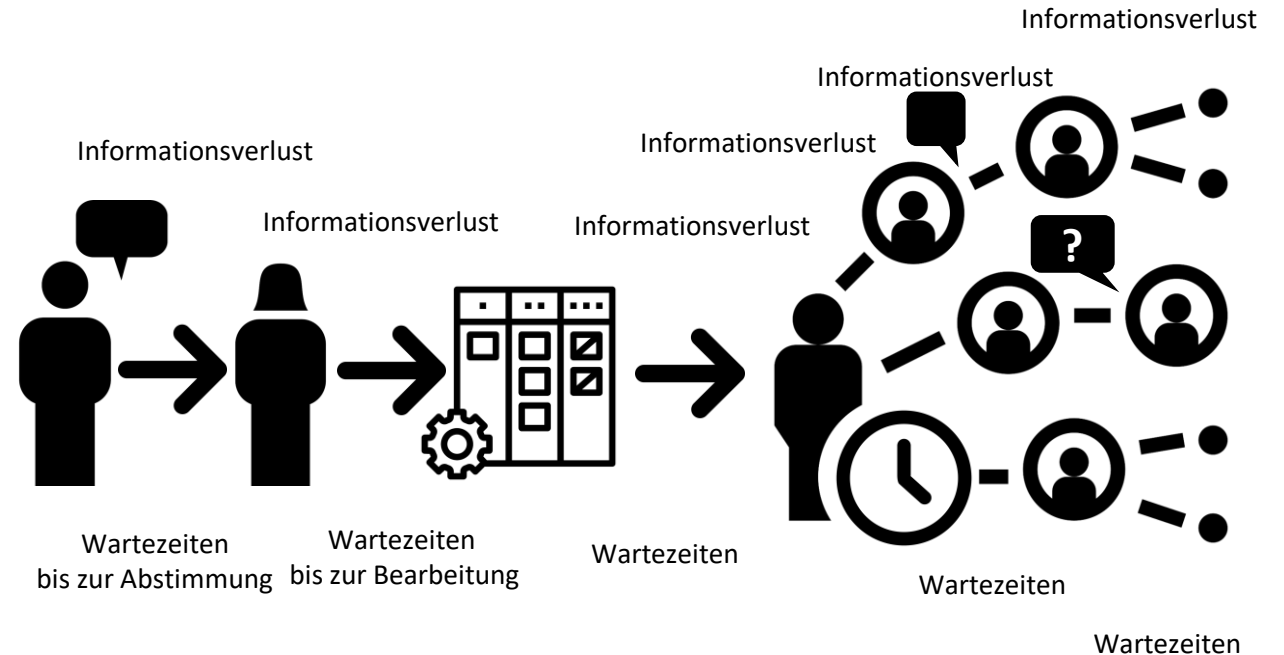 Informationsverlust
Informationsverlust
Informationsverlust
Informationsverlust
Informationsverlust
Informationsverlust
?
Wartezeiten
bis zur Abstimmung
Wartezeiten
bis zur Bearbeitung
Wartezeiten
Wartezeiten
Wartezeiten